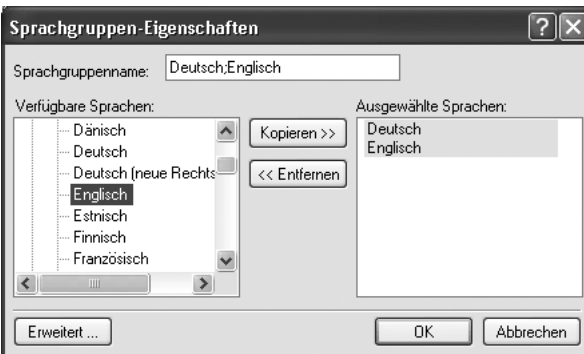 Sprachgruppen-Eigenschaften
Sprachgruppenname: Deutsch;Englisch
Verfügbare Sprachen:
Dänisch
Deutsch
Deutsch (neue Rechts
Englisch
Estnisch
Finnisch
Französisch
Kopieren >>
<< Entfernen
Ausgewählte Sprachen:
Deutsch
Englisch
Erweitert ...
OK
Abbrechen